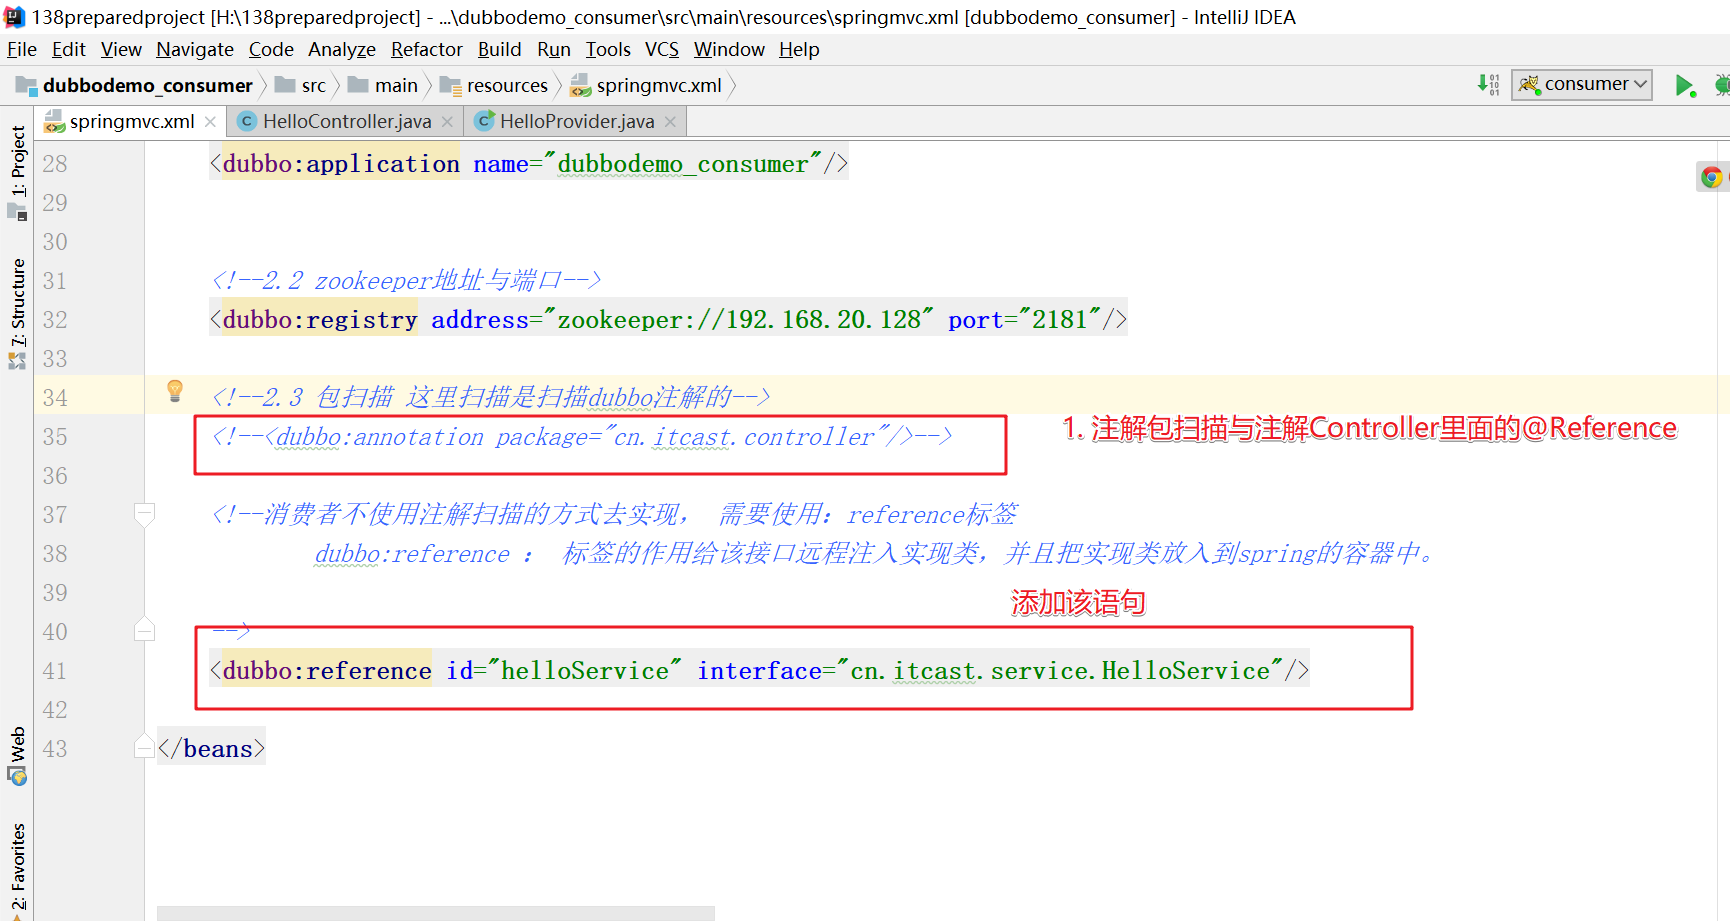 138preparedproject [H:\138preparedproject] - ...\dubbodemo_consumer\src\main\resources\springmvc.xml [dubbodemo_consumer] - IntelliJ IDEA
File Edit View Navigate Code Analyze Refactor Build Run Tools VCS Window Help
dubbodemo_consumer src main resources springmvc.xml consumer
springmvc.xml HelloController.java HelloProvider.java
1: Project
7: Structure
Web
2: Favorites
28 <dubbo:application name="dubbodemo_consumer"/>
29
30
31 <!--2.2 zookeeper地址与端口-->
32 <dubbo:registry address="zookeeper://192.168.20.128" port="2181"/>
33
34 <!--2.3 包扫描 这里扫描是扫描dubbo注解的-->
35 <!--<dubbo:annotation package="cn.itcast.controller"/>-->
1. 注解包扫描与注解Controller里面的@Reference
36
37 <!--消费者不使用注解扫描的方式去实现， 需要使用：reference标签
38 dubbo:reference ： 标签的作用给该接口远程注入实现类，并且把实现类放入到spring的容器中。
39
添加该语句
40 -->
41 <dubbo:reference id="helloService" interface="cn.itcast.service.HelloService"/>
42
43 </beans>